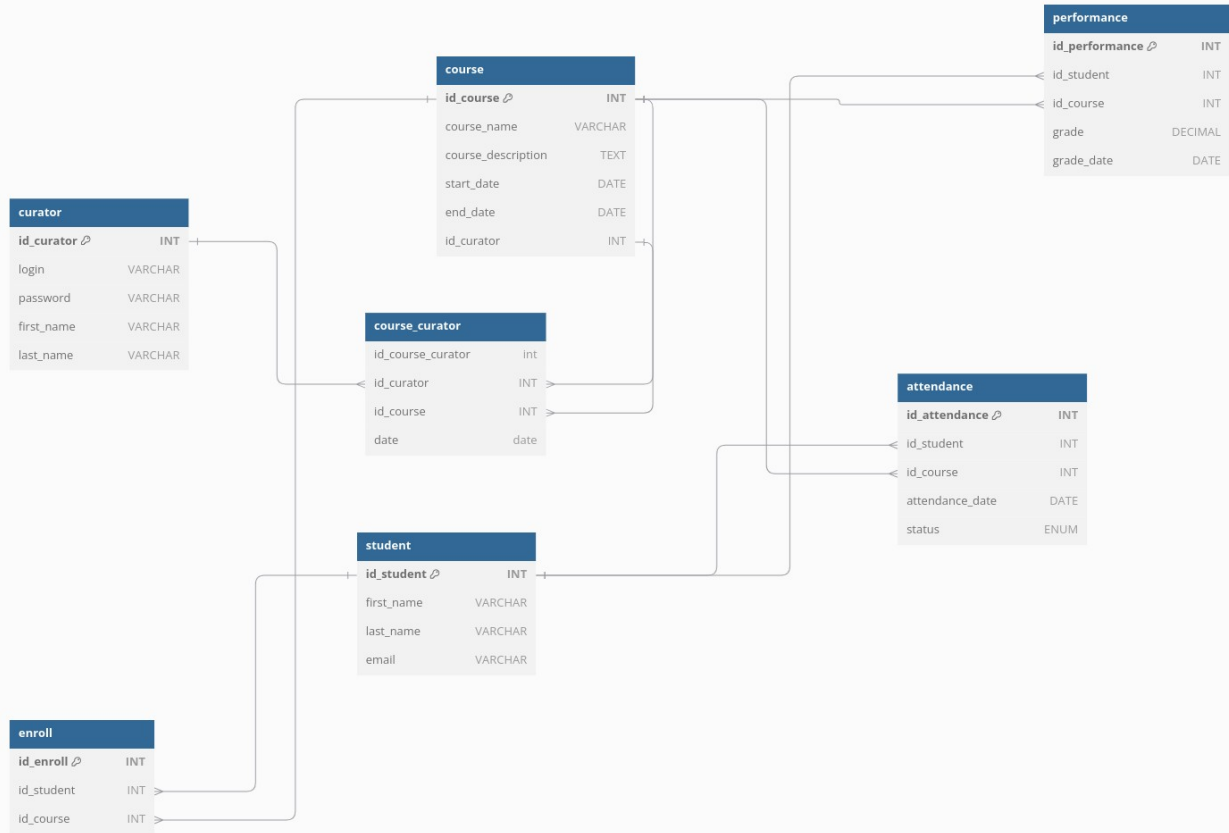 performance
id_performance INT
id_student INT
id_course INT
grade DECIMAL
grade_date DATE
course
id_course INT
course_name VARCHAR
course_description TEXT
start_date DATE
end_date DATE
id_curator INT
curator
id_curator INT
login VARCHAR
password VARCHAR
first_name VARCHAR
last_name VARCHAR
course_curator
id_course_curator int
id_curator INT
id_course INT
date date
attendance
id_attendance INT
id_student INT
id_course INT
attendance_date DATE
status ENUM
student
id_student INT
first_name VARCHAR
last_name VARCHAR
email VARCHAR
enroll
id_enroll INT
id_student INT
id_course INT